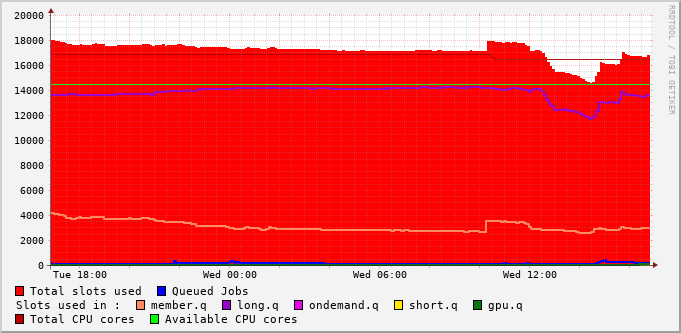 RRDTOOL / TOBI OETIKER
20000
18000
16000
14000
12000
10000
8000
6000
4000
2000
0
Tue 18:00 Wed 00:00 Wed 06:00 Wed 12:00
Total slots used Queued Jobs
Slots used in : member.q long.q ondemand.q short.q gpu.q
Total CPU cores Available CPU cores